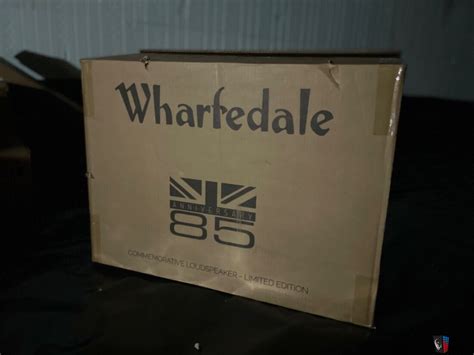 Wharfedale
ANNIVERSARY
85
COMMEMORATIVE LOUDSPEAKER – LIMITED EDITION